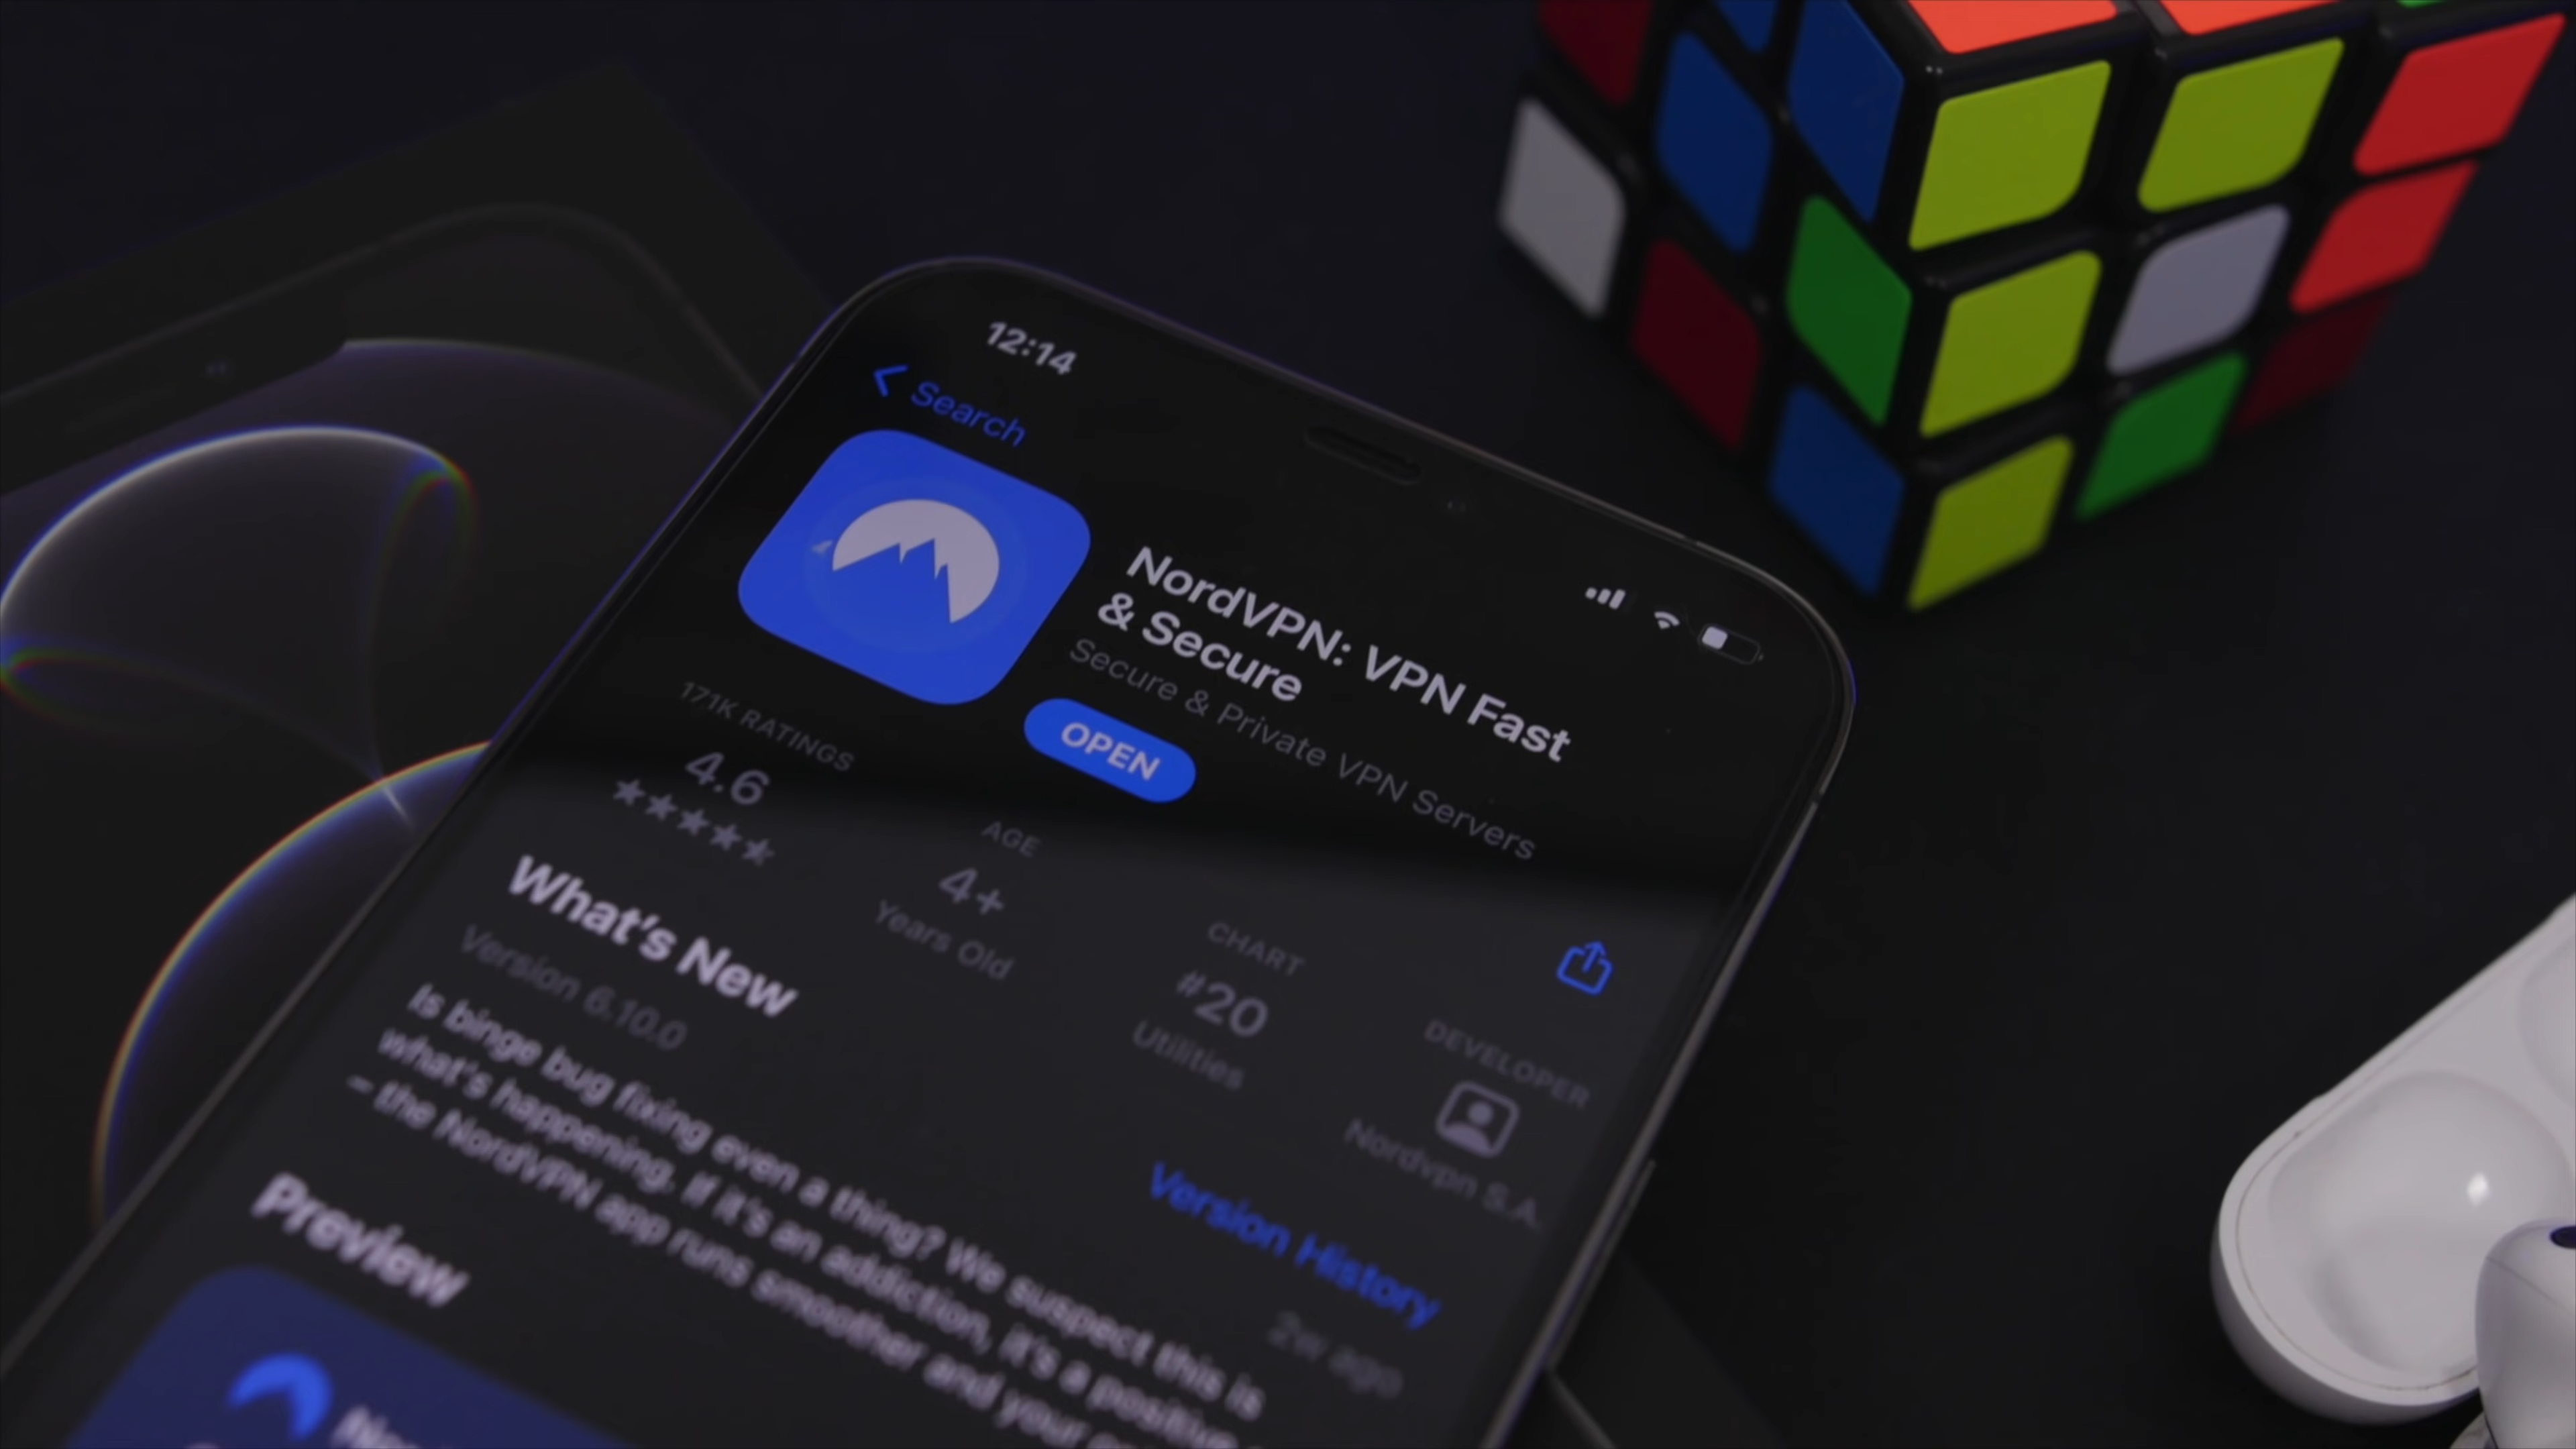 12:14
Search
NordVPN: VPN Fast
& Secure
Secure & Private VPN Servers
OPEN
171K RATINGS
4.6
AGE
4+
Years Old
CHART
#20
Utilities
DEVELOPER
Nordvpn S.A.
What's New
Version History
Version 6.10.0
2w ago
Is binge bug fixing even a thing? We suspect this is
what's happening. If it's an addiction, it's a positive
– the NordVPN app runs smoother and your
Preview